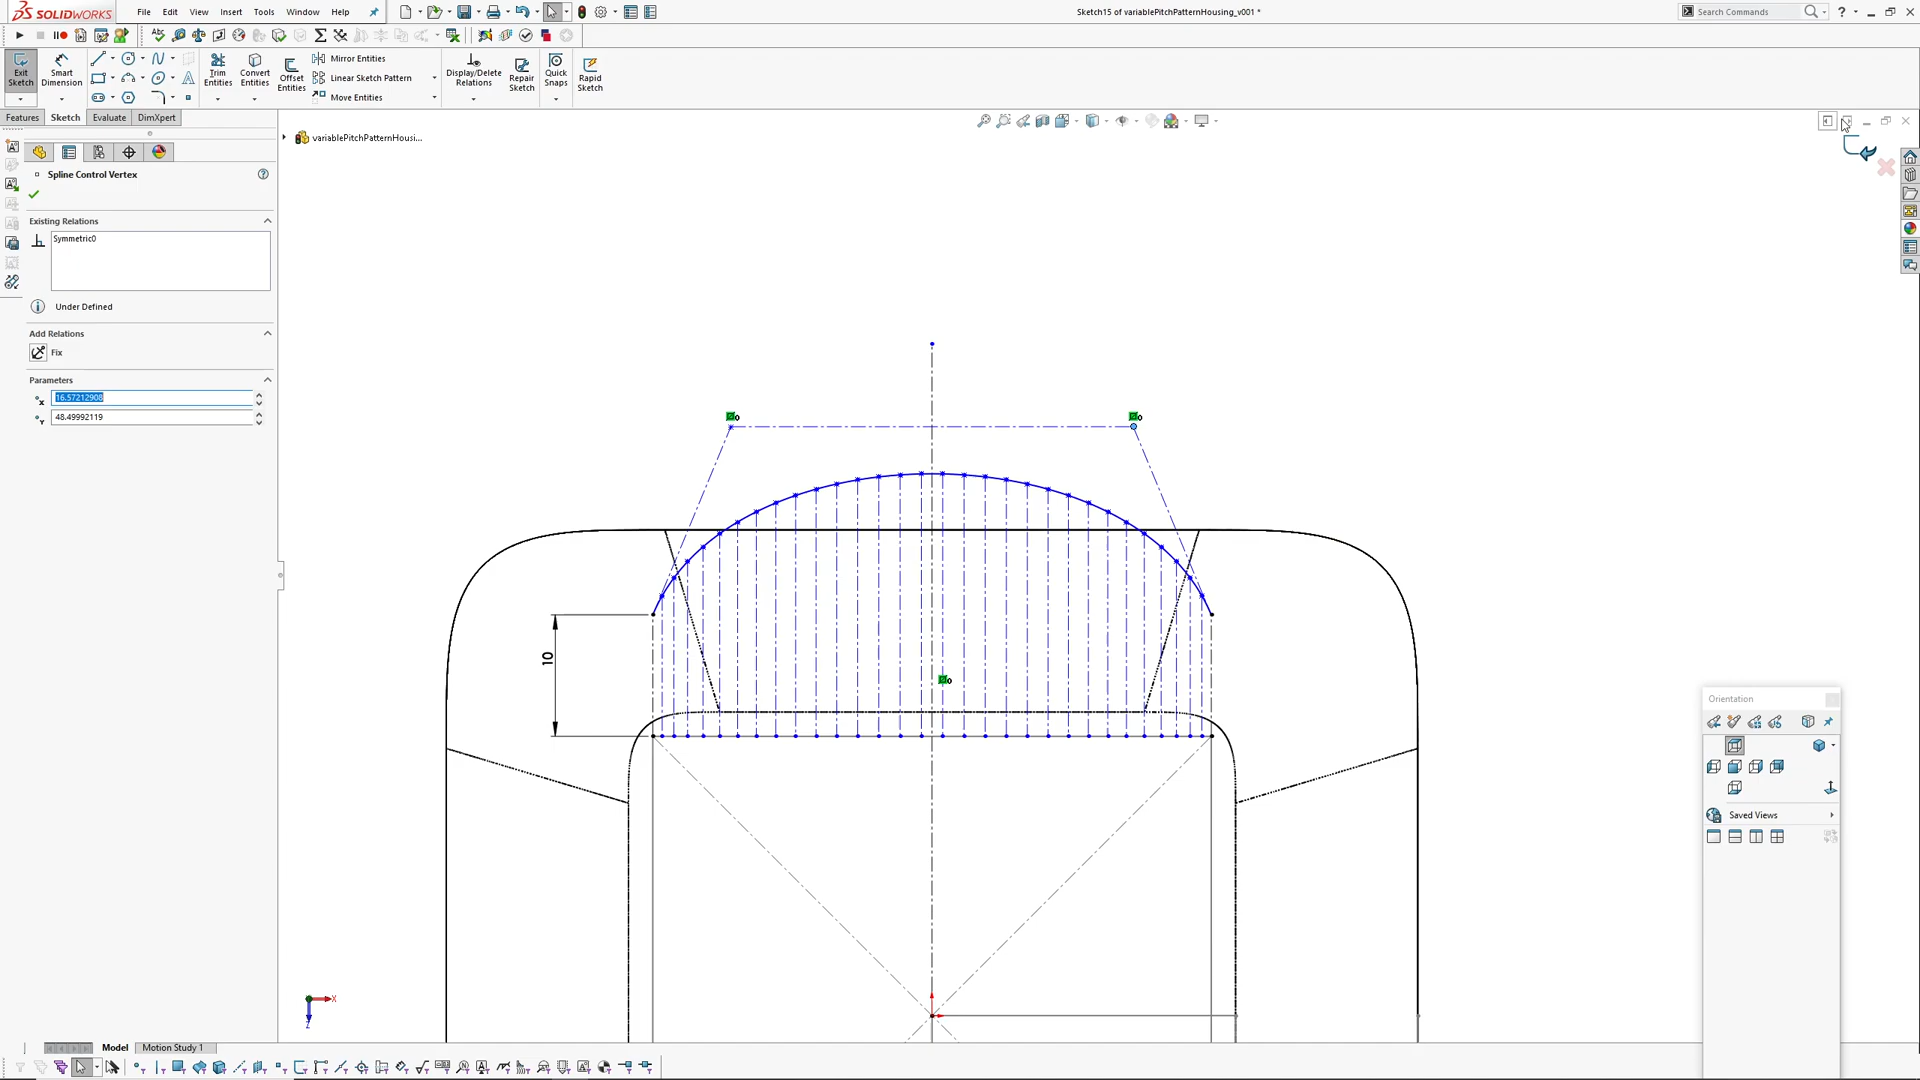 SOLIDWORKS
File Edit View Insert Tools Window Help
Sketch15 of variablePitchPatternHousing_v001 *
Search Commands
Exit Sketch
Smart Dimension
Trim Entities
Convert Entities
Offset Entities
Mirror Entities
Linear Sketch Pattern
Move Entities
Display/Delete Relations
Repair Sketch
Quick Snaps
Rapid Sketch
Features Sketch Evaluate DimXpert
variablePitchPatternHousi...
Spline Control Vertex
Existing Relations
Symmetric0
Under Defined
Add Relations
Fix
Parameters
16.57212908
48.49992119
10
Orientation
Saved Views
X
Z
Model Motion Study 1